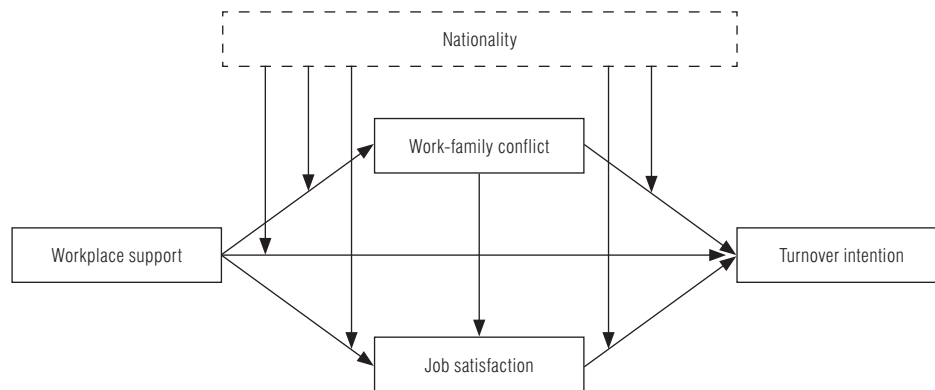 Nationality
Work-family conflict
Workplace support
Turnover intention
Job satisfaction